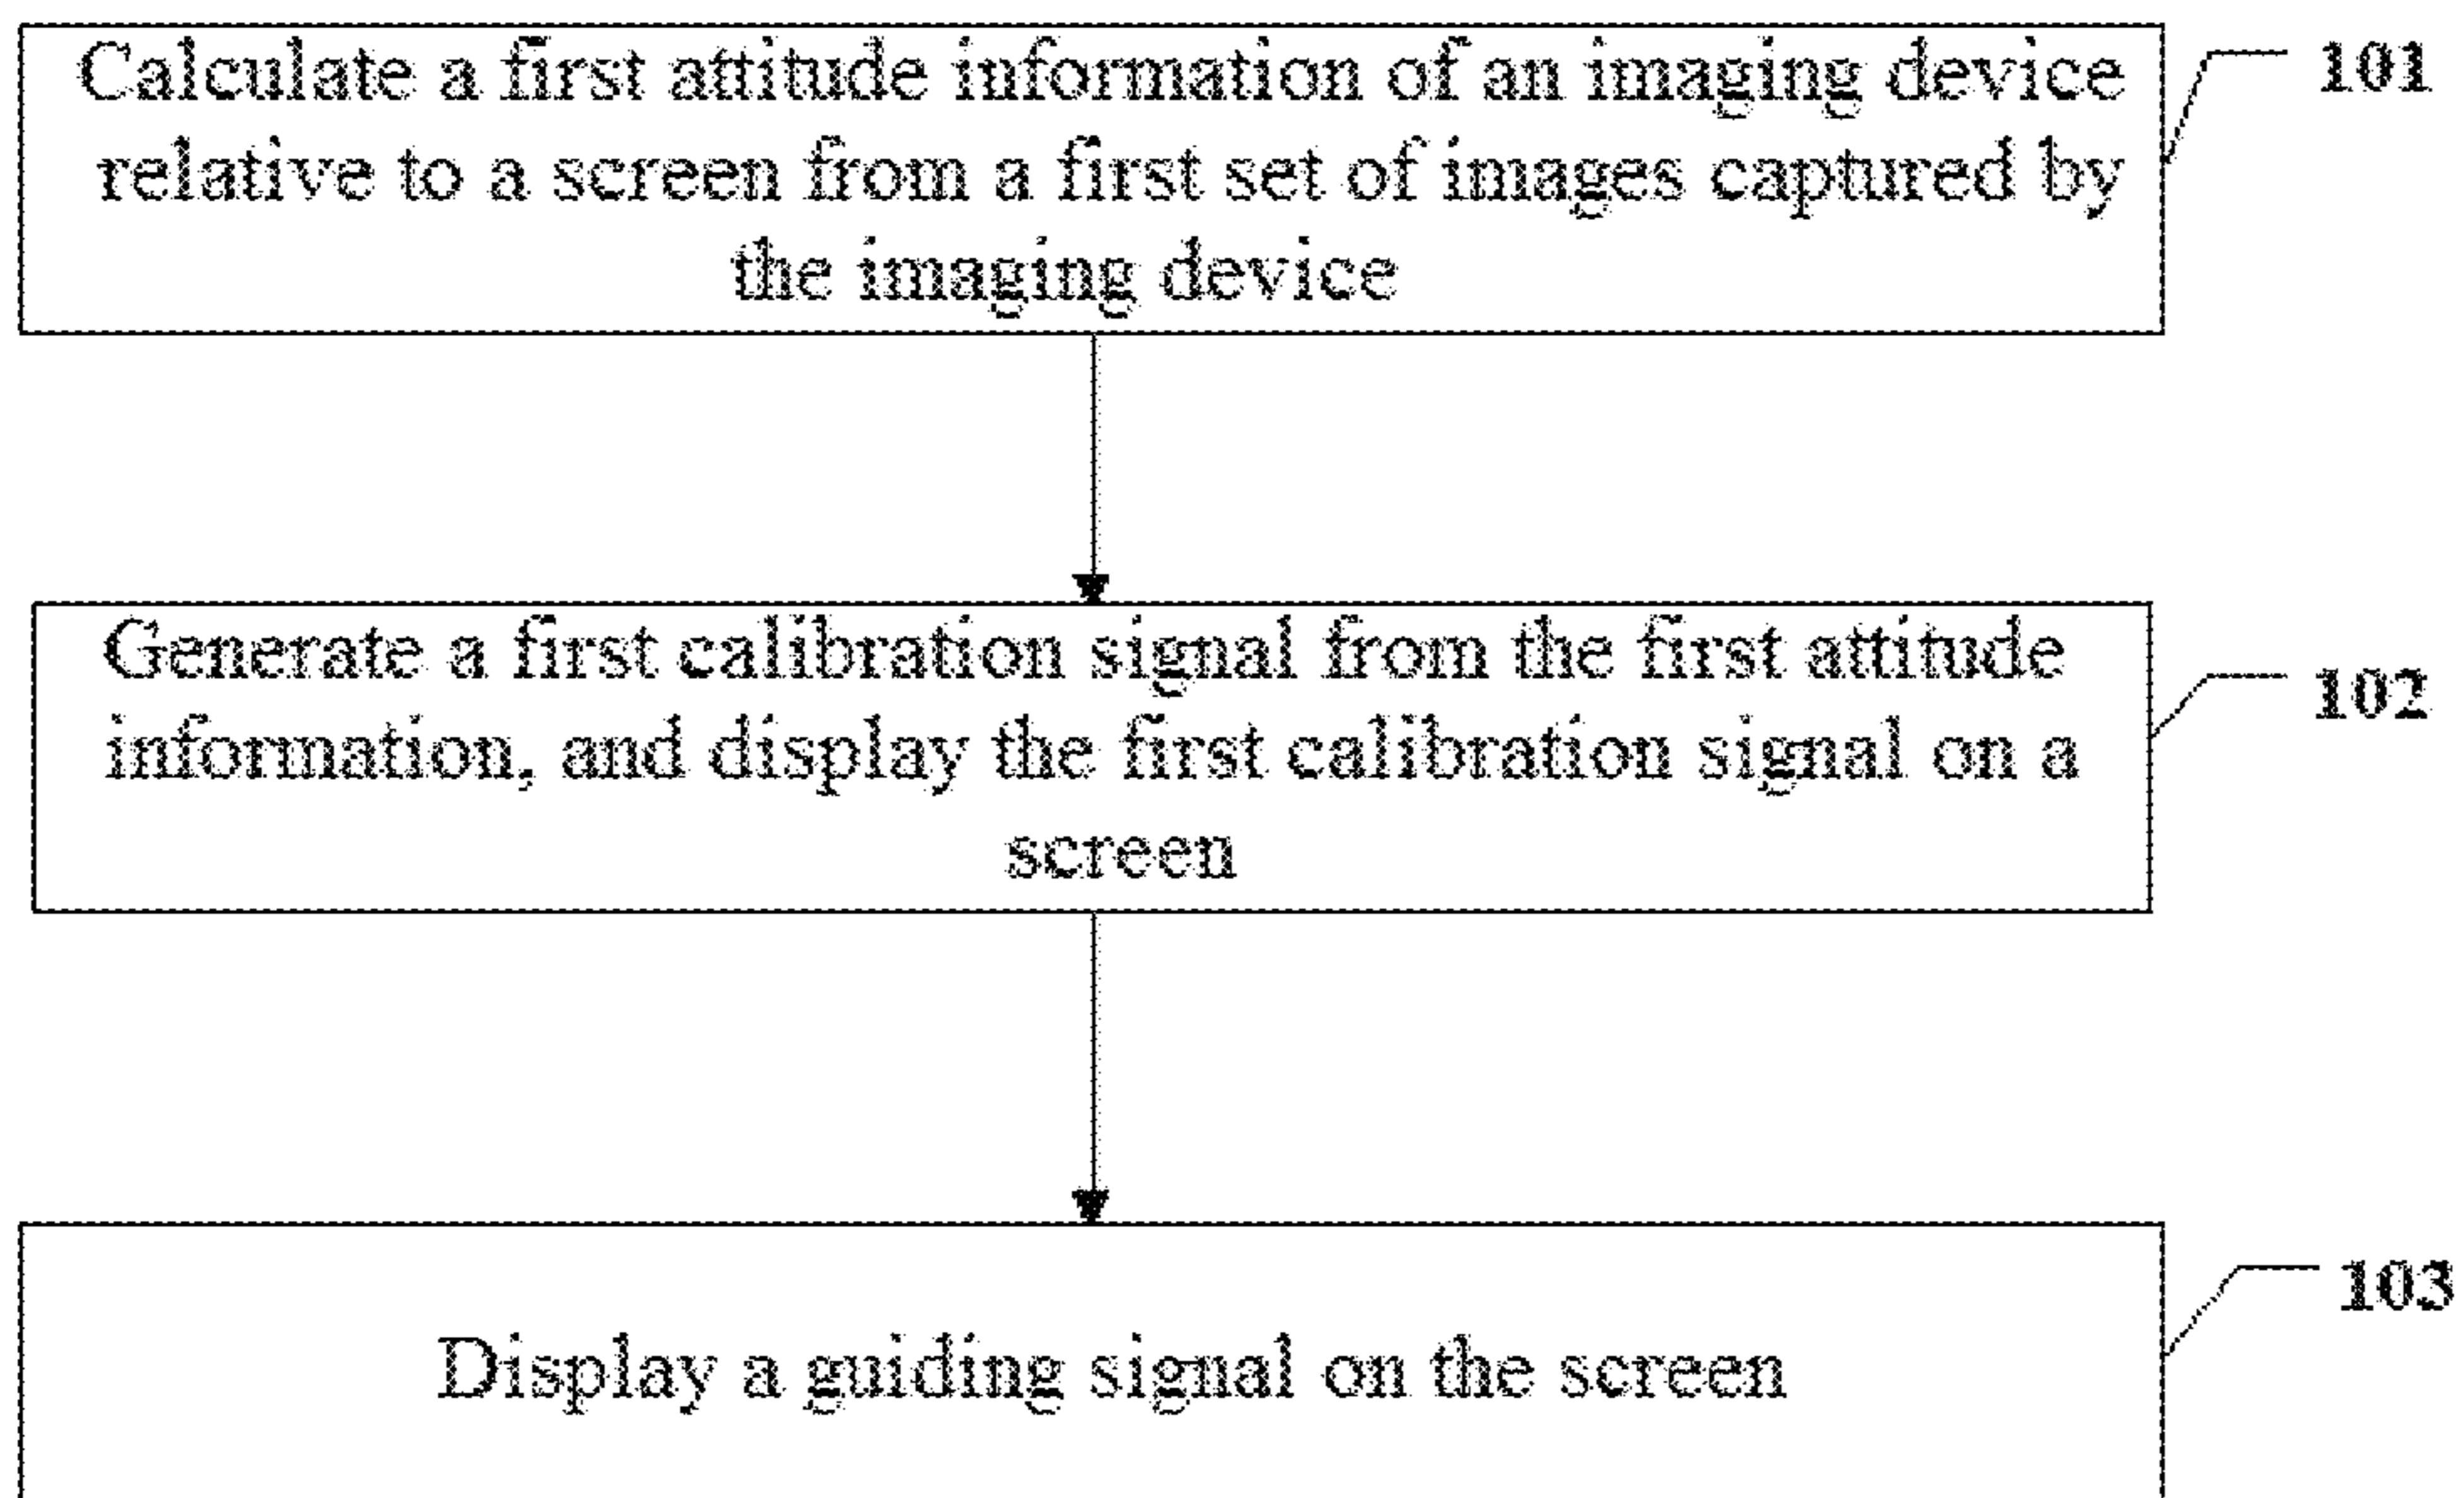 Calculate a first attitude information of an imaging device
relative to a screen from a first set of images captured by
the imaging device
101
Generate a first calibration signal from the first attitude
information, and display the first calibration signal on a
screen
102
Display a guiding signal on the screen
103